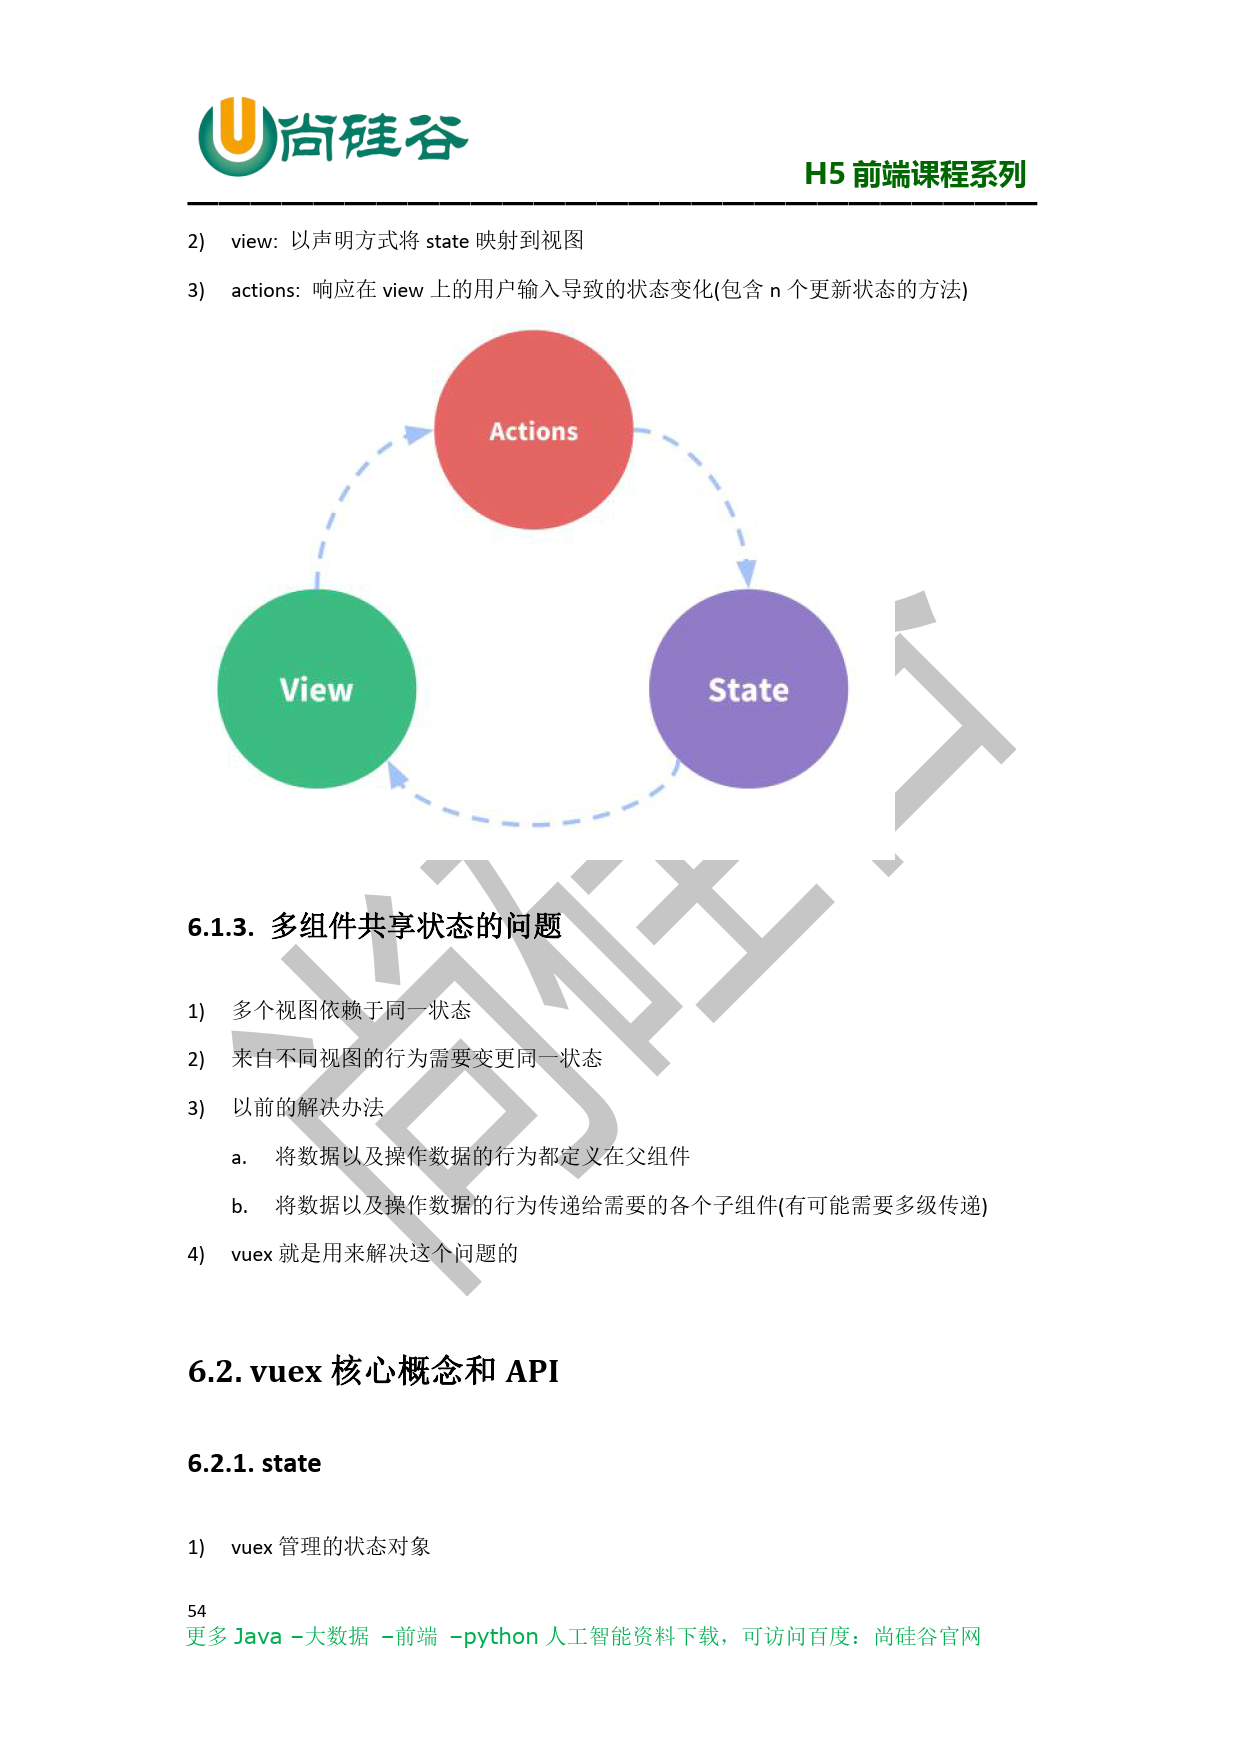 尚硅谷
H5 前端课程系列
2) view: 以声明方式将 state 映射到视图
3) actions: 响应在 view 上的用户输入导致的状态变化(包含 n 个更新状态的方法)
Actions
View
State
6.1.3. 多组件共享状态的问题
1) 多个视图依赖于同一状态
2) 来自不同视图的行为需要变更同一状态
3) 以前的解决办法
a. 将数据以及操作数据的行为都定义在父组件
b. 将数据以及操作数据的行为传递给需要的各个子组件(有可能需要多级传递)
4) vuex 就是用来解决这个问题的
6.2. vuex 核心概念和 API
6.2.1. state
1) vuex 管理的状态对象
54
更多 Java –大数据 –前端 –python 人工智能资料下载，可访问百度：尚硅谷官网